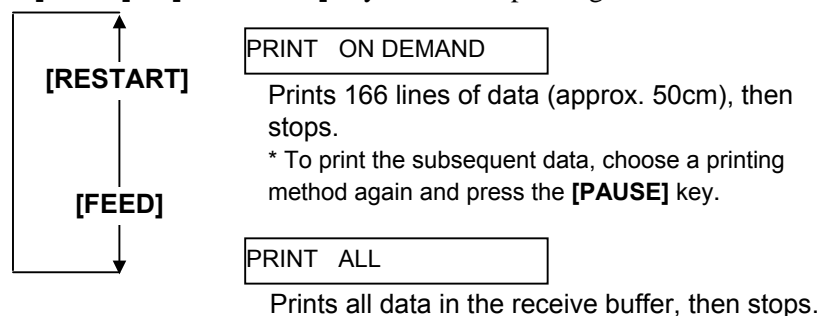 [RESTART]
PRINT ON DEMAND
Prints 166 lines of data (approx. 50cm), then
stops.
* To print the subsequent data, choose a printing
method again and press the [PAUSE] key.
[FEED]
PRINT ALL
Prints all data in the receive buffer, then stops.